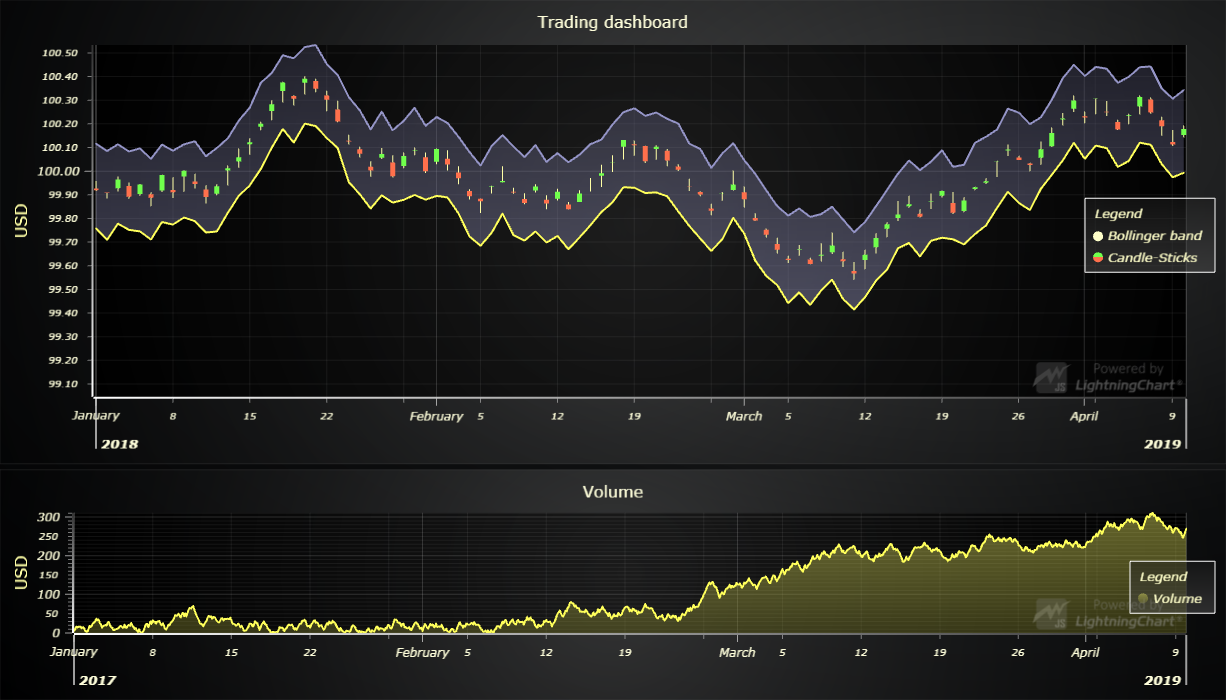 Trading dashboard
USD
100.50
100.40
100.30
100.20
100.10
100.00
99.90
99.80
99.70
99.60
99.50
99.40
99.30
99.20
99.10
Legend
Bollinger band
Candle-Sticks
Powered by
JS LightningChart®
January 8 15 22 February 5 12 19 March 5 12 19 26 April 9
2018 2019
Volume
USD
300
250
200
150
100
50
0
Legend
Volume
Powered by
JS LightningChart®
January 8 15 22 February 5 12 19 March 5 12 19 26 April 9
2017 2019